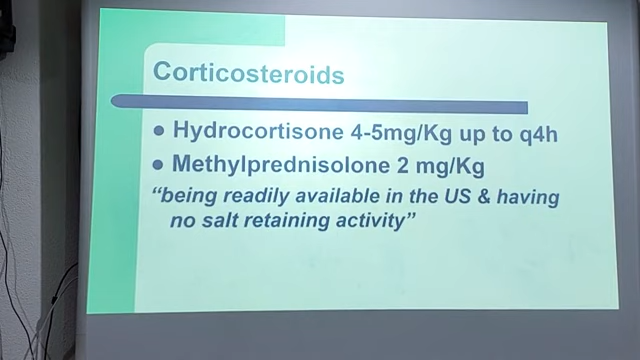 Corticosteroids
● Hydrocortisone 4-5mg/Kg up to q4h
● Methylprednisolone 2 mg/Kg
“being readily available in the US & having
no salt retaining activity”